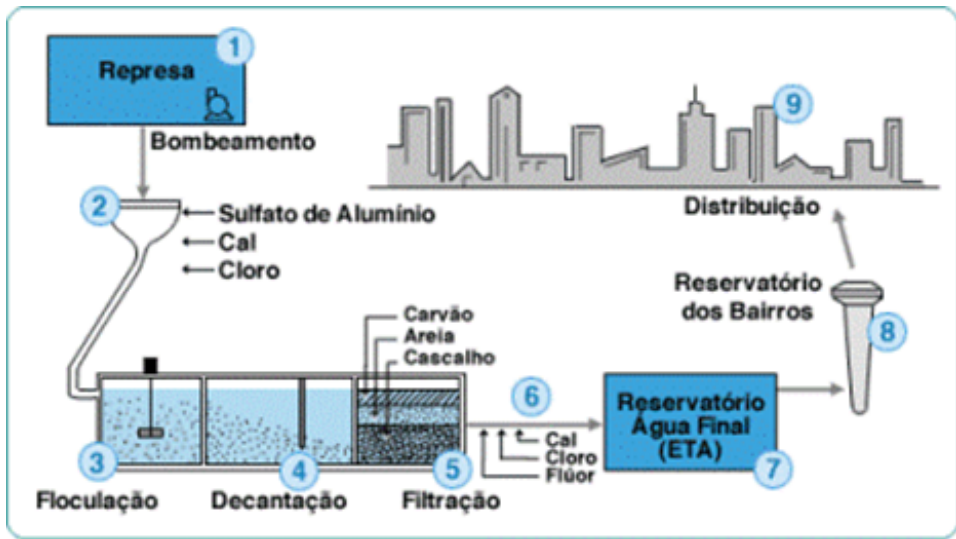 1
Represa
Bombeamento
2
Sulfato de Alumínio
Cal
Cloro
3
Floculação
4
Decantação
Carvão
Areia
Cascalho
5
Filtração
6
Cal
Cloro
Flúor
Reservatório
Água Final
(ETA)
7
Reservatório
dos Bairros
8
Distribuição
9